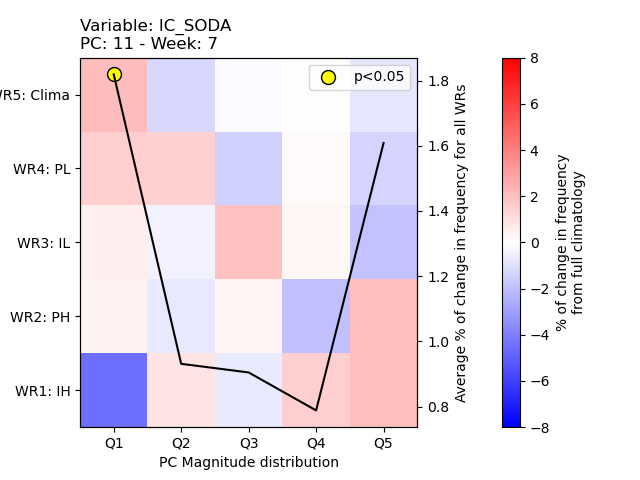 Variable: IC_SODA
PC: 11 - Week: 7
p<0.05
WR5: Clima
WR4: PL
WR3: IL
WR2: PH
WR1: IH
Q1 Q2 Q3 Q4 Q5
PC Magnitude distribution
1.8
1.6
1.4
1.2
1.0
0.8
Average % of change in frequency for all WRs
8
6
4
2
0
−2
−4
−6
−8
% of change in frequency
from full climatology